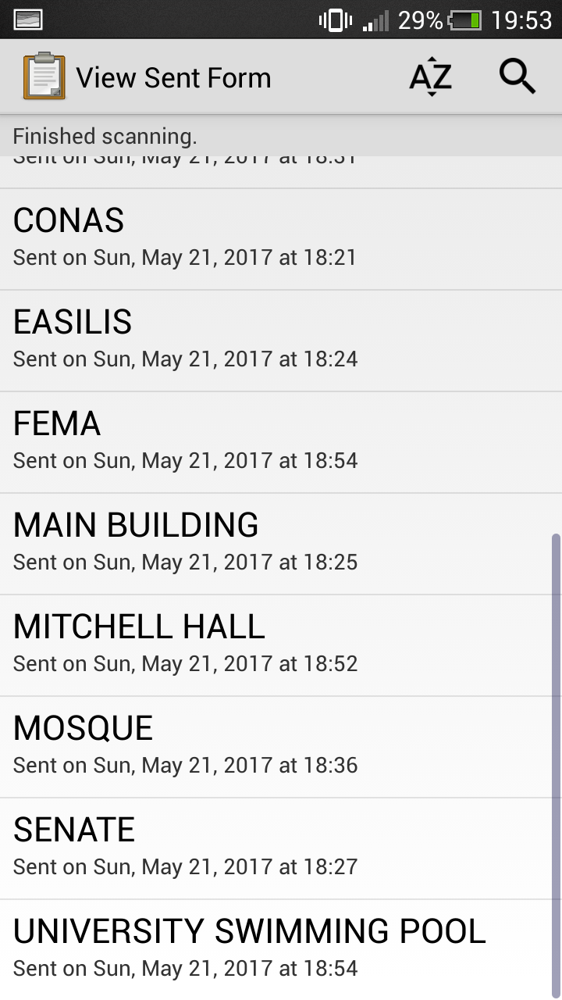 29% 19:53
View Sent Form AZ
Finished scanning.
Sent on Sun, May 21, 2017 at 18:31
CONAS
Sent on Sun, May 21, 2017 at 18:21
EASILIS
Sent on Sun, May 21, 2017 at 18:24
FEMA
Sent on Sun, May 21, 2017 at 18:54
MAIN BUILDING
Sent on Sun, May 21, 2017 at 18:25
MITCHELL HALL
Sent on Sun, May 21, 2017 at 18:52
MOSQUE
Sent on Sun, May 21, 2017 at 18:36
SENATE
Sent on Sun, May 21, 2017 at 18:27
UNIVERSITY SWIMMING POOL
Sent on Sun, May 21, 2017 at 18:54